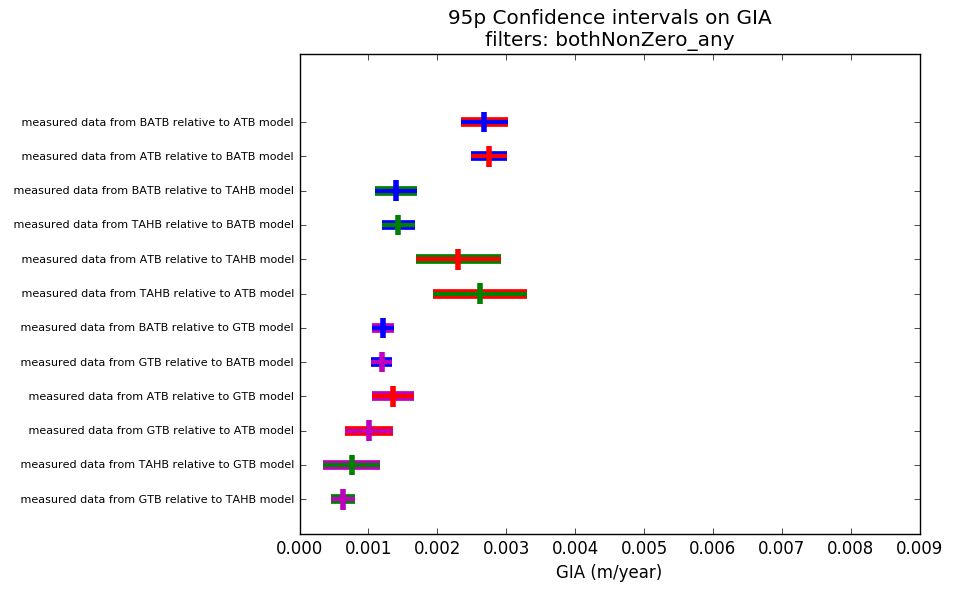 95p Confidence intervals on GIA
filters: bothNonZero_any
measured data from BATB relative to ATB model
measured data from ATB relative to BATB model
measured data from BATB relative to TAHB model
measured data from TAHB relative to BATB model
measured data from ATB relative to TAHB model
measured data from TAHB relative to ATB model
measured data from BATB relative to GTB model
measured data from GTB relative to BATB model
measured data from ATB relative to GTB model
measured data from GTB relative to ATB model
measured data from TAHB relative to GTB model
measured data from GTB relative to TAHB model
0.000 0.001 0.002 0.003 0.004 0.005 0.006 0.007 0.008 0.009
GIA (m/year)